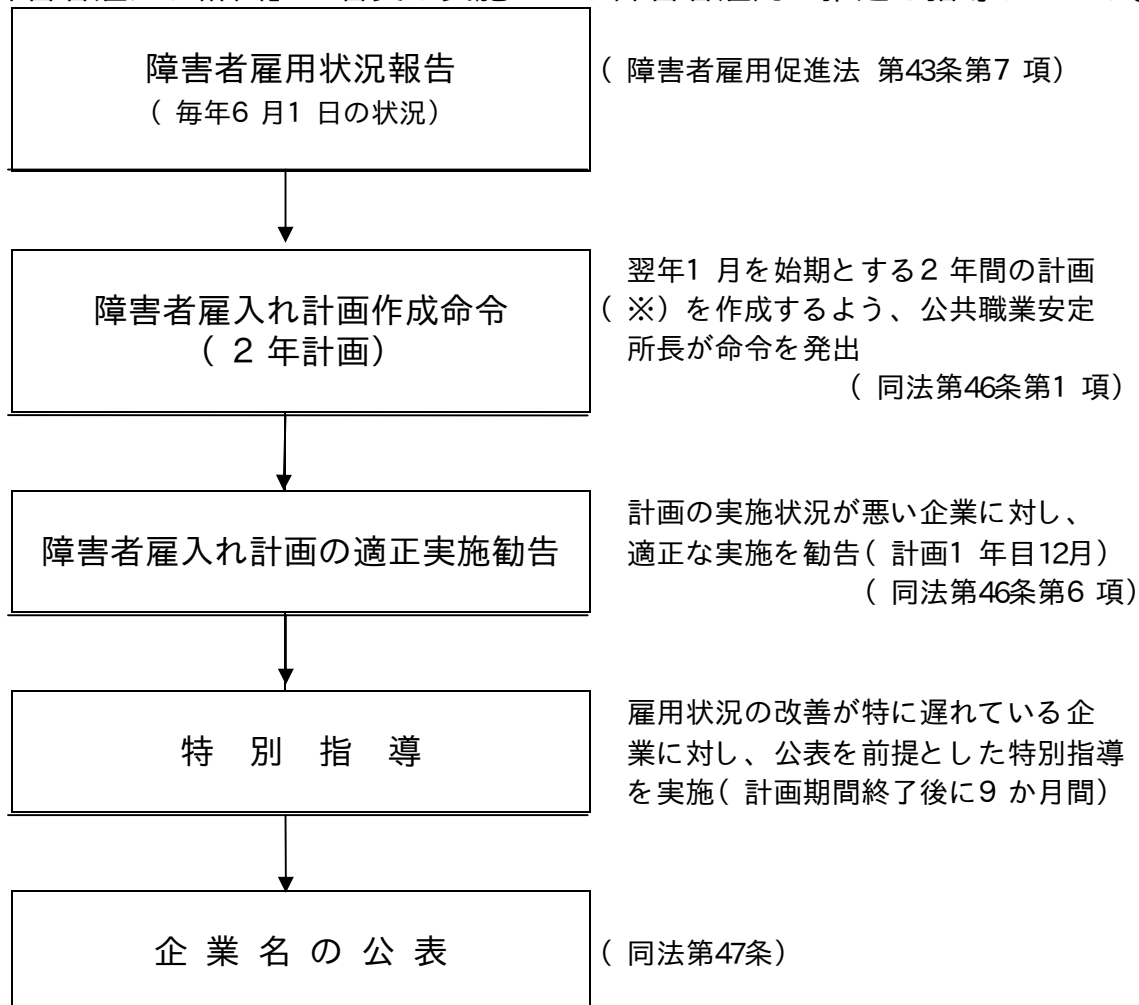 障害者雇用状況報告
( 毎年6 月1 日の状況)
( 障害者雇用促進法 第43条第7 項)
障害者雇入れ計画作成命令
( 2 年計画)
翌年1 月を始期とする2 年間の計画
( ※) を作成するよう、公共職業安定
所長が命令を発出
( 同法第46条第1 項)
障害者雇入れ計画の適正実施勧告
計画の実施状況が悪い企業に対し、
適正な実施を勧告( 計画1 年目12月)
( 同法第46条第6 項)
特 別 指 導
雇用状況の改善が特に遅れている企
業に対し、公表を前提とした特別指導
を実施( 計画期間終了後に9 か月間)
企 業 名 の 公 表
( 同法第47条)